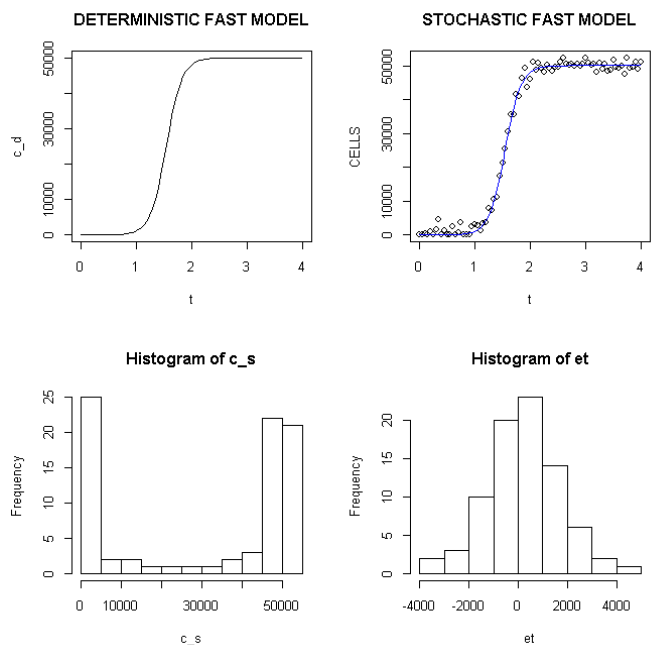 DETERMINISTIC FAST MODEL
c_d
50000
30000
10000
0
0 1 2 3 4
t
STOCHASTIC FAST MODEL
CELLS
50000
30000
10000
0
0 1 2 3 4
t
Histogram of c_s
Frequency
25
20
15
10
5
0
0 10000 30000 50000
c_s
Histogram of et
Frequency
20
15
10
5
0
-4000 -2000 0 2000 4000
et